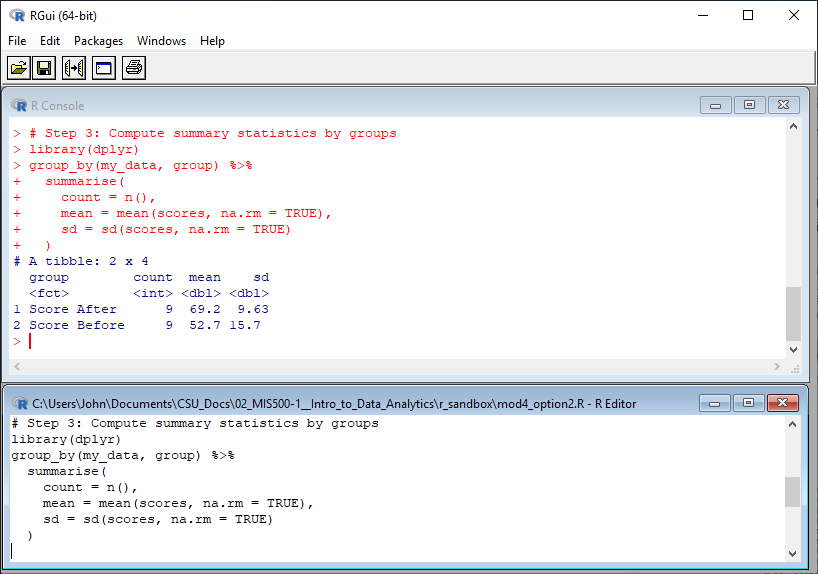 RGui (64-bit)
File Edit Packages Windows Help
R Console
> # Step 3: Compute summary statistics by groups
> library(dplyr)
> group_by(my_data, group) %>%
+   summarise(
+     count = n(),
+     mean = mean(scores, na.rm = TRUE),
+     sd = sd(scores, na.rm = TRUE)
+   )
# A tibble: 2 x 4
  group        count  mean    sd
  <fct>        <int> <dbl> <dbl>
1 Score After      9  69.2  9.63
2 Score Before     9  52.7 15.7
>
C:\Users\John\Documents\CSU_Docs\02_MIS500-1__Intro_to_Data_Analytics\r_sandbox\mod4_option2.R - R Editor
# Step 3: Compute summary statistics by groups
library(dplyr)
group_by(my_data, group) %>%
  summarise(
    count = n(),
    mean = mean(scores, na.rm = TRUE),
    sd = sd(scores, na.rm = TRUE)
  )